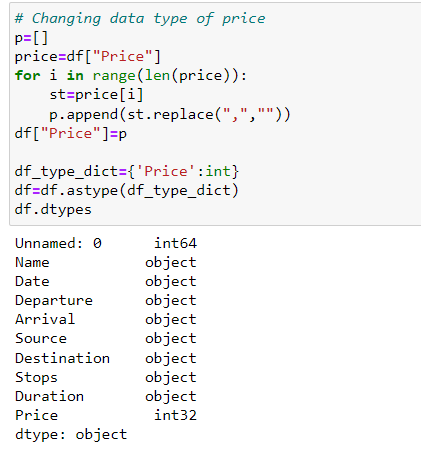 # Changing data type of price
p=[]
price=df["Price"]
for i in range(len(price)):
    st=price[i]
    p.append(st.replace(",",""))
df["Price"]=p

df_type_dict={'Price':int}
df=df.astype(df_type_dict)
df.dtypes

Unnamed: 0      int64
Name           object
Date           object
Departure      object
Arrival        object
Source         object
Destination    object
Stops          object
Duration       object
Price           int32
dtype: object